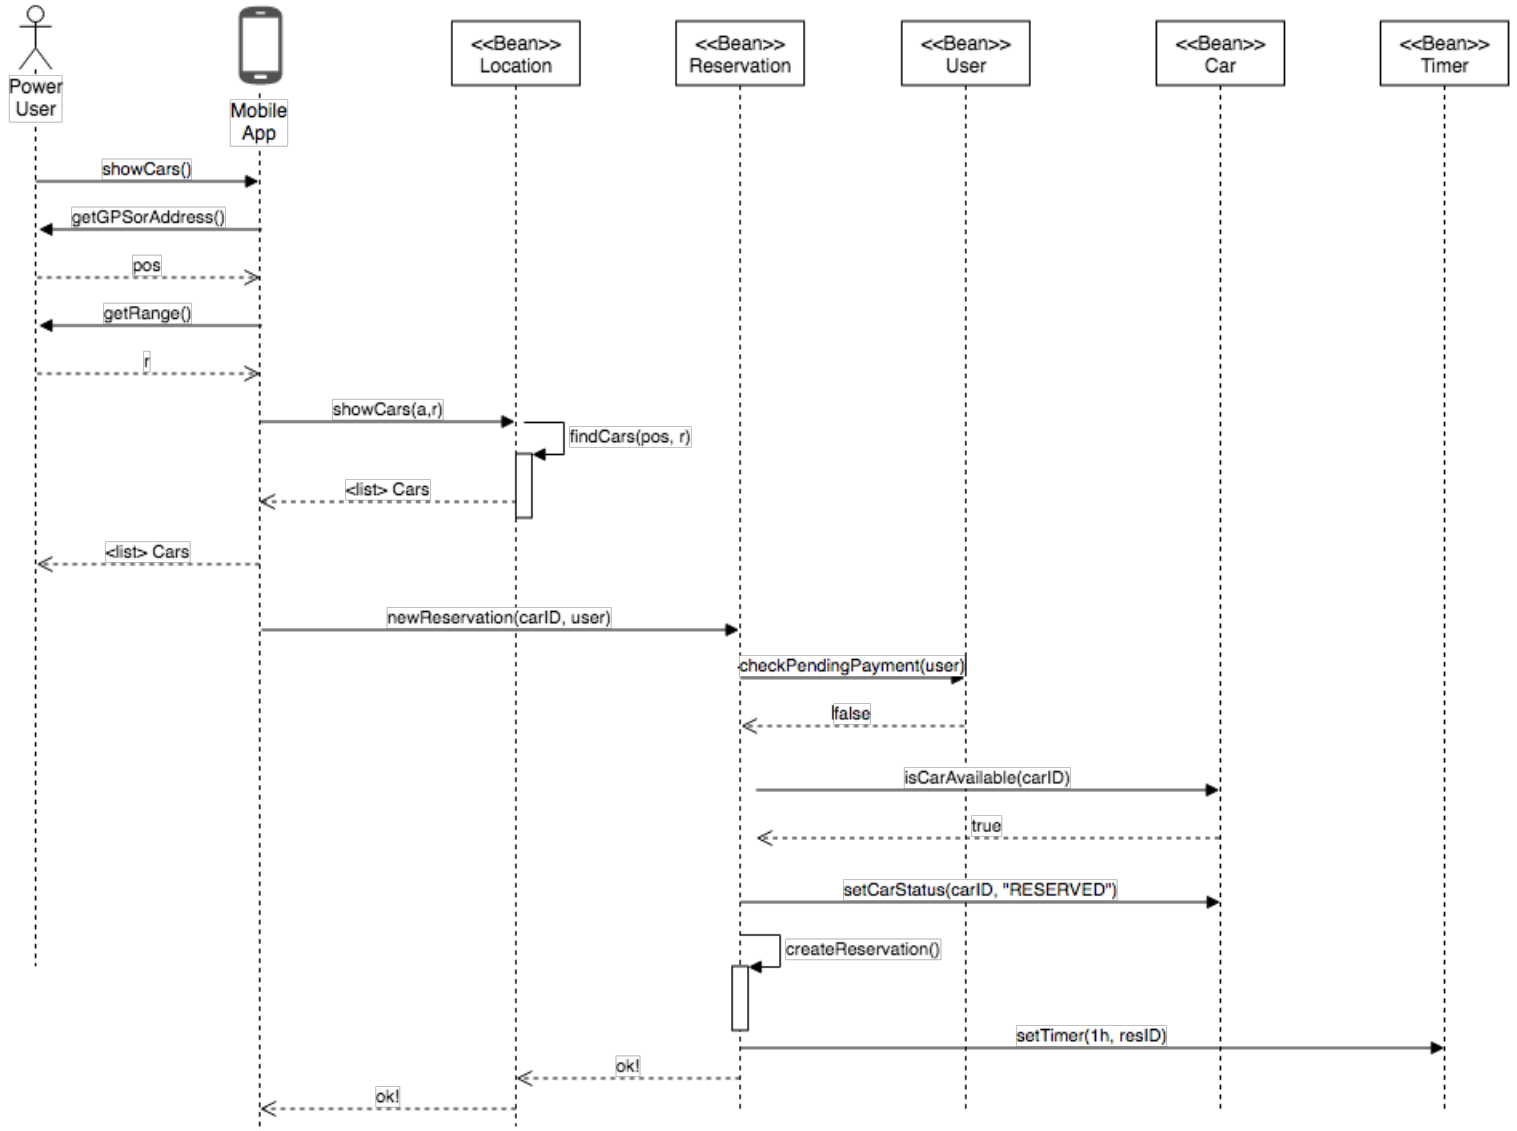 Power
User
Mobile
App
<<Bean>>
Location
<<Bean>>
Reservation
<<Bean>>
User
<<Bean>>
Car
<<Bean>>
Timer
showCars()
getGPSorAddress()
pos
getRange()
r
showCars(a,r)
findCars(pos, r)
<list> Cars
<list> Cars
newReservation(carID, user)
checkPendingPayment(user)
false
isCarAvailable(carID)
true
setCarStatus(carID, "RESERVED")
createReservation()
setTimer(1h, resID)
ok!
ok!